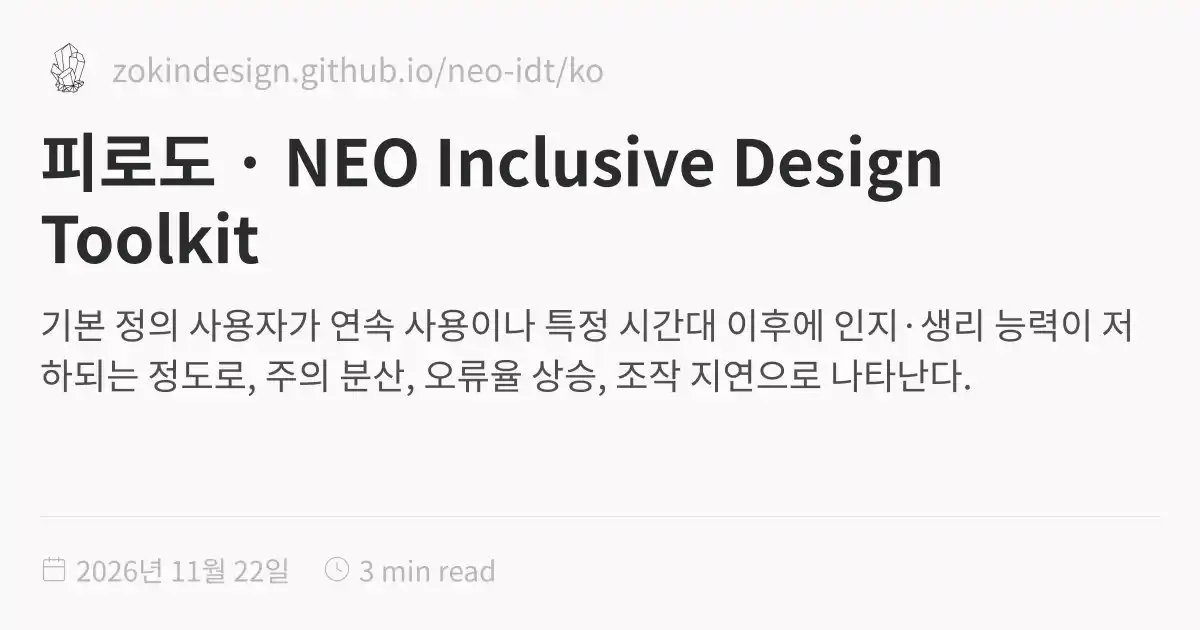 zokindesign.github.io/neo-idt/ko
피로도 · NEO Inclusive Design
Toolkit
기본 정의 사용자가 연속 사용이나 특정 시간대 이후에 인지·생리 능력이 저
하되는 정도로, 주의 분산, 오류율 상승, 조작 지연으로 나타난다.
2026년 11월 22일 3 min read